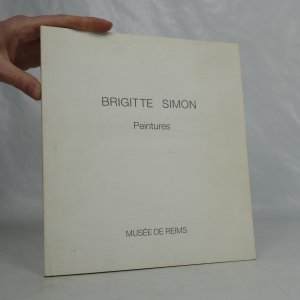 BRIGITTE SIMON
Peintures
MUSÉE DE REIMS